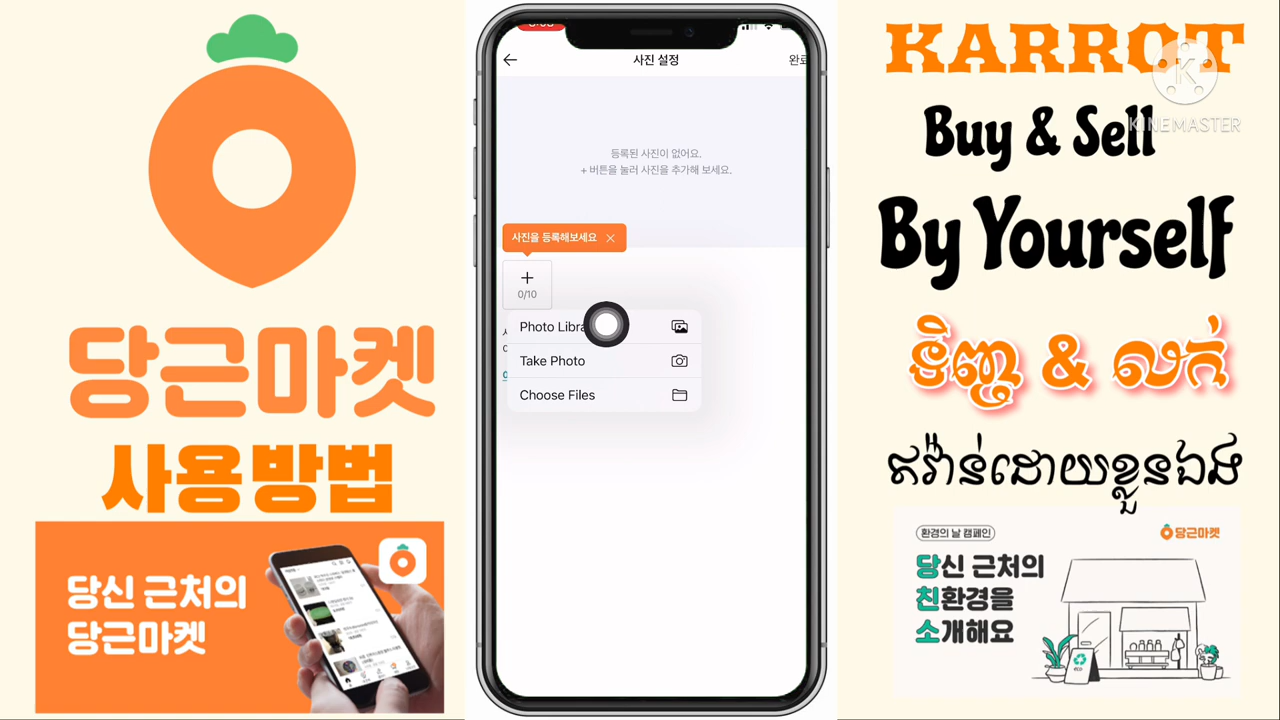 당근마켓
사용방법
당신 근처의
당근마켓
사진 설정
완료
등록된 사진이 없어요.
+ 버튼을 눌러 사진을 추가해 보세요.
사진을 등록해보세요
0/10
Photo Libra
Take Photo
Choose Files
KARROT
KINEMASTER
Buy & Sell
By Yourself
ទិញ & លក់
ឥវ៉ាន់ដោយខ្លួនឯង
환경의 날 캠페인
당근마켓
당신 근처의
친환경을
소개해요
eco